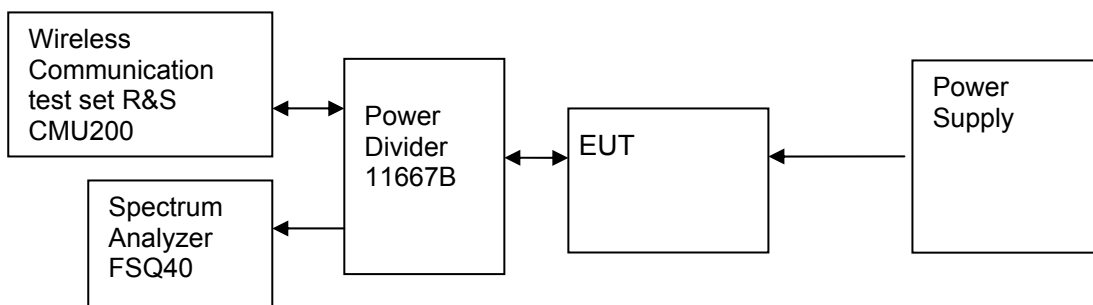 Wireless
Communication
test set R&S
CMU200
Power
Divider
11667B
EUT
Power
Supply
Spectrum
Analyzer
FSQ40